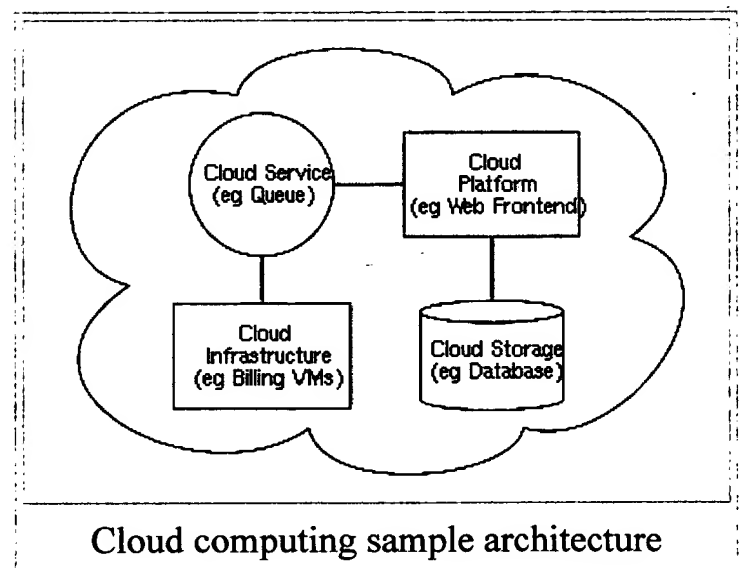 Cloud Service
(eg Queue)
Cloud
Platform
(eg Web Frontend)
Cloud
Infrastructure
(eg Billing VMs)
Cloud Storage
(eg Database)
Cloud computing sample architecture